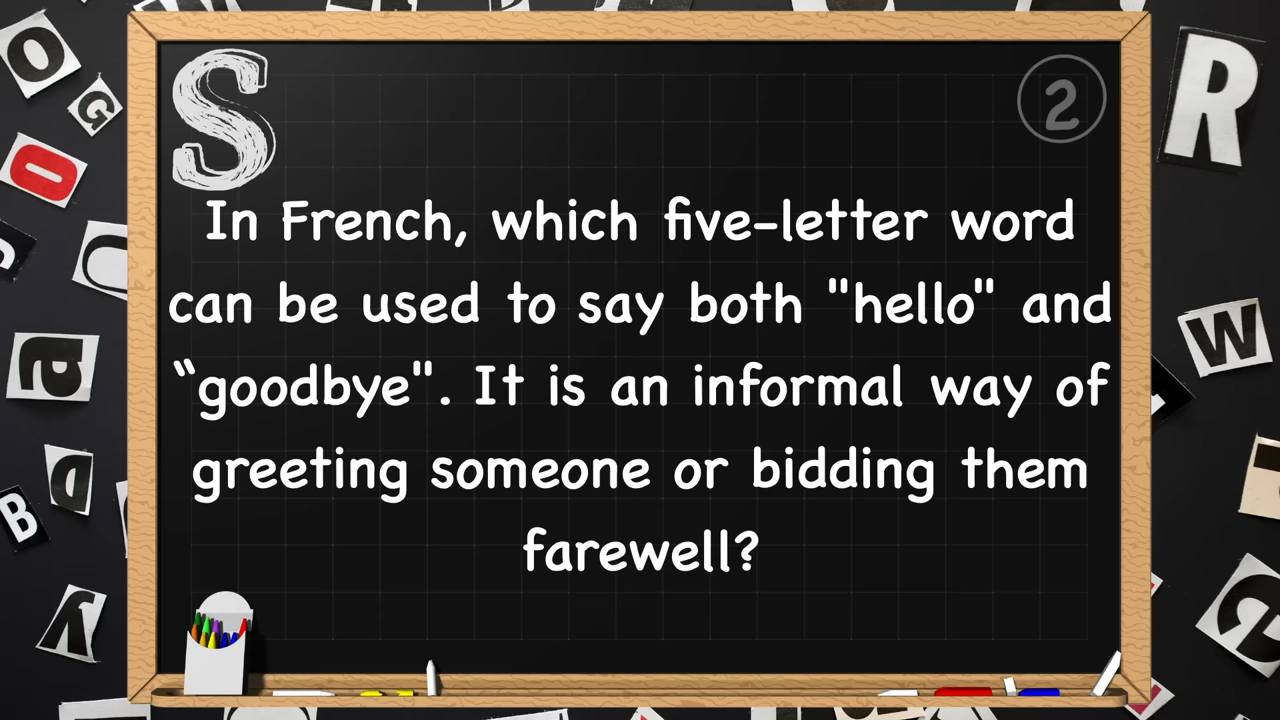 S
2
In French, which five-letter word
can be used to say both "hello" and
“goodbye". It is an informal way of
greeting someone or bidding them
farewell?
O
G
O
a
D
B
y
R
W